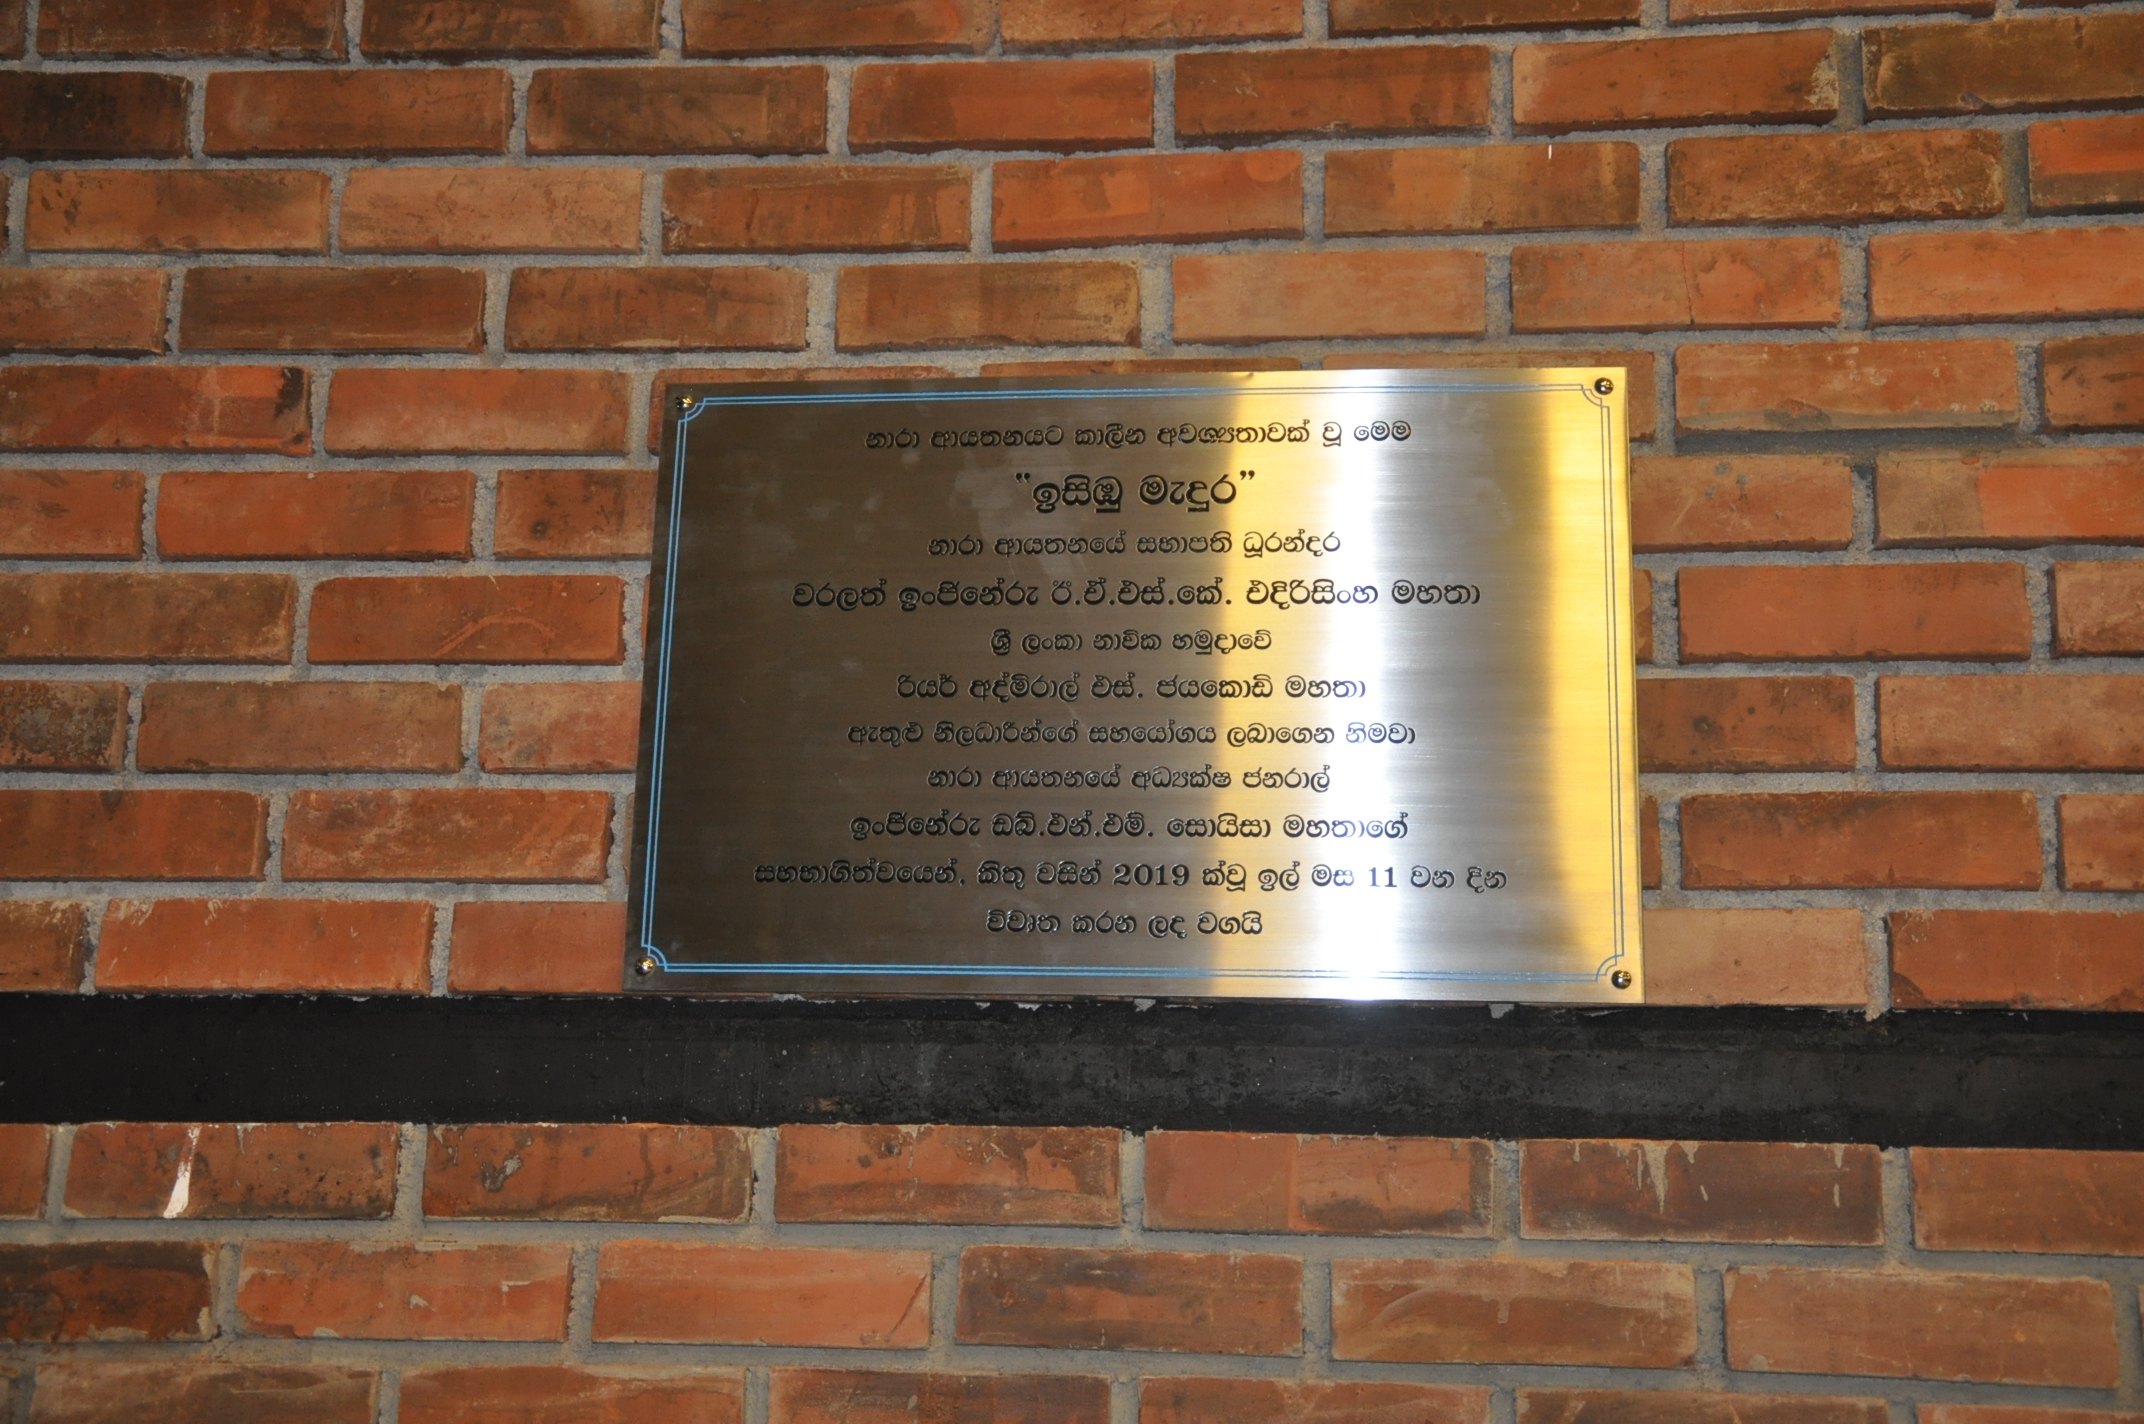 නාරා ආයතනයට කාලීන අවශ්‍යතාවක් වූ මෙම
"ඉසිඹු මැදුර"
නාරා ආයතනයේ සභාපති ධූරන්දර
වරලත් ඉංජිනේරු ඊ.ඒ.එස්.කේ. එදිරිසිංහ මහතා
ශ්‍රී ලංකා නාවික හමුදාවේ
රියර් අද්මිරාල් එස්. ජයකොඩි මහතා
ඇතුළු නිලධාරින්ගේ සහයෝගය ලබාගෙන නිමවා
නාරා ආයතනයේ අධ්‍යක්ෂ ජනරාල්
ඉංජිනේරු ඩබ්.එන්.එම්. සොයිසා මහතාගේ
සහභාගිත්වයෙන්, කිතු වසින් 2019 ක්වූ ඉල් මස 11 වන දින
විවෘත කරන ලද වගයි